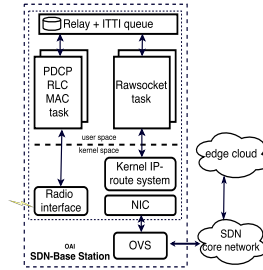 Relay + ITTI queue
PDCP
RLC
MAC
task
Rawsocket
task
user space
kernel space
Kernel IP-
route system
Radio
interface
NIC
edge cloud
OAI
SDN-Base Station
OVS
SDN
core network